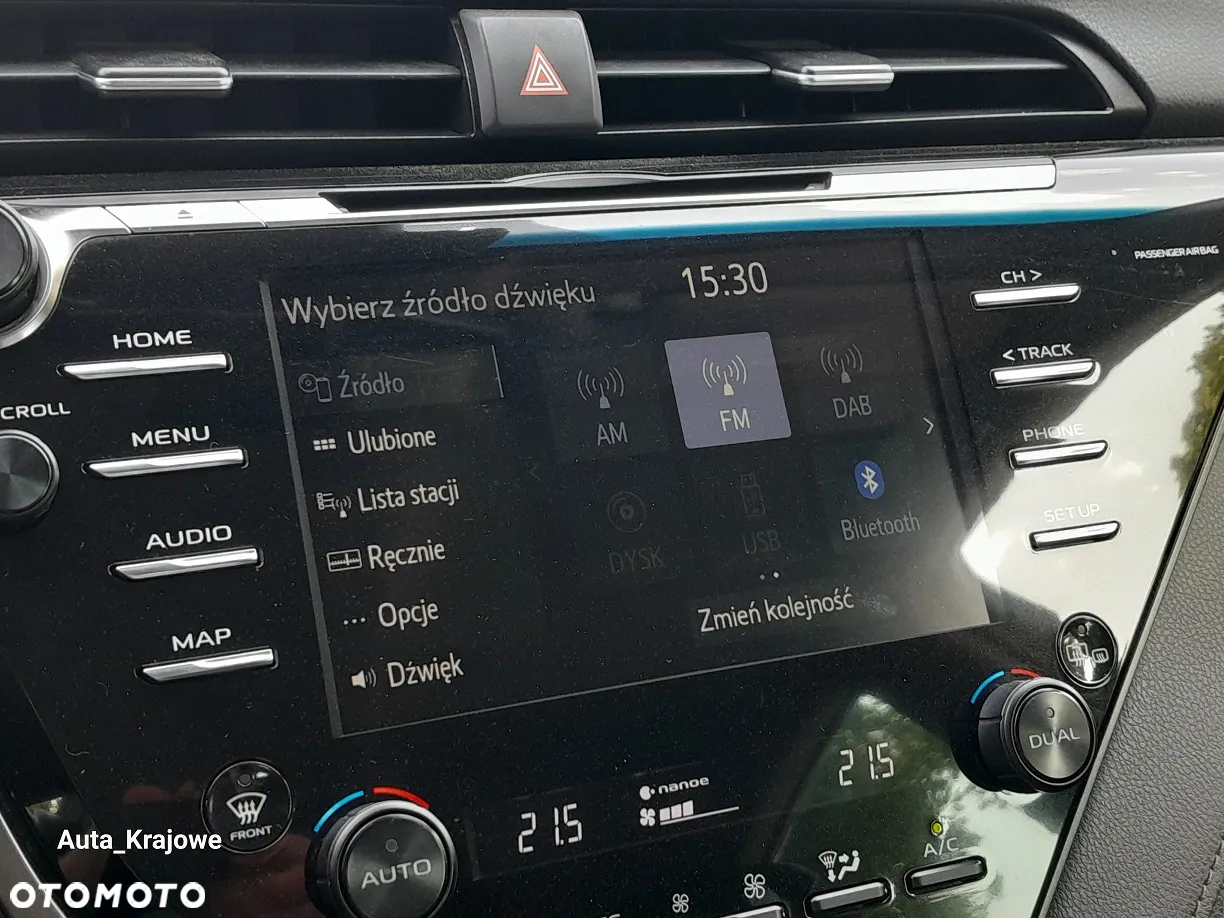 PASSENGER AIRBAG
CH >
15:30
Wybierz źródło dźwięku
HOME
< TRACK
Źródło
AM
FM
DAB
CROLL
MENU
Ulubione
PHONE
Lista stacji
Bluetooth
SETUP
AUDIO
Ręcznie
DYSK
USB
Opcje
Zmień kolejność
MAP
Dźwięk
DUAL
21.5
nanoe
21.5
FRONT
AUTO
A/C
Auta_Krajowe
OTOMOTO